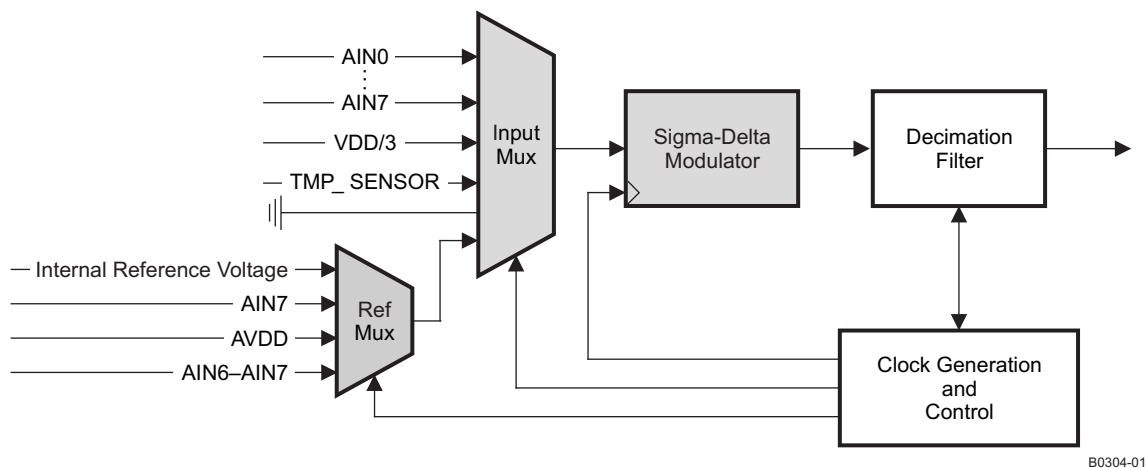 AIN0
AIN7
VDD/3
TMP_ SENSOR
Input
Mux
Sigma-Delta
Modulator
Decimation
Filter
Internal Reference Voltage
AIN7
AVDD
AIN6–AIN7
Ref
Mux
Clock Generation
and
Control
B0304-01